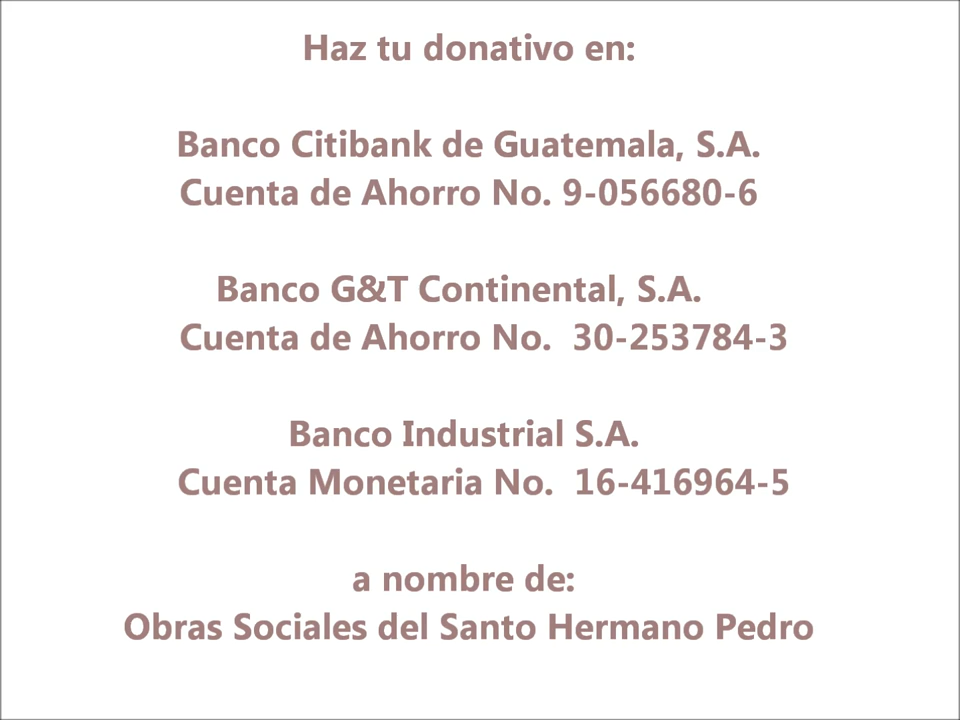 Haz tu donativo en:
Banco Citibank de Guatemala, S.A.
Cuenta de Ahorro No. 9-056680-6
Banco G&T Continental, S.A.
Cuenta de Ahorro No. 30-253784-3
Banco Industrial S.A.
Cuenta Monetaria No. 16-416964-5
a nombre de:
Obras Sociales del Santo Hermano Pedro